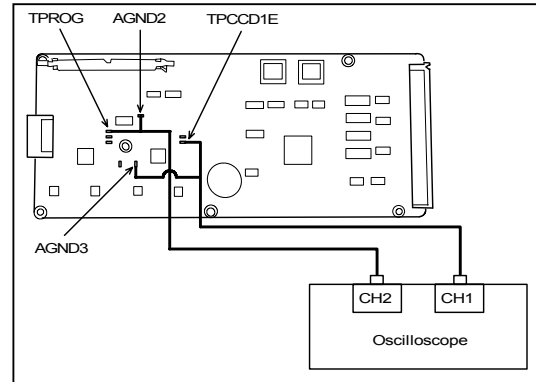 TPROG
AGND2
TPCCD1E
AGND3
CH2
CH1
Oscilloscope